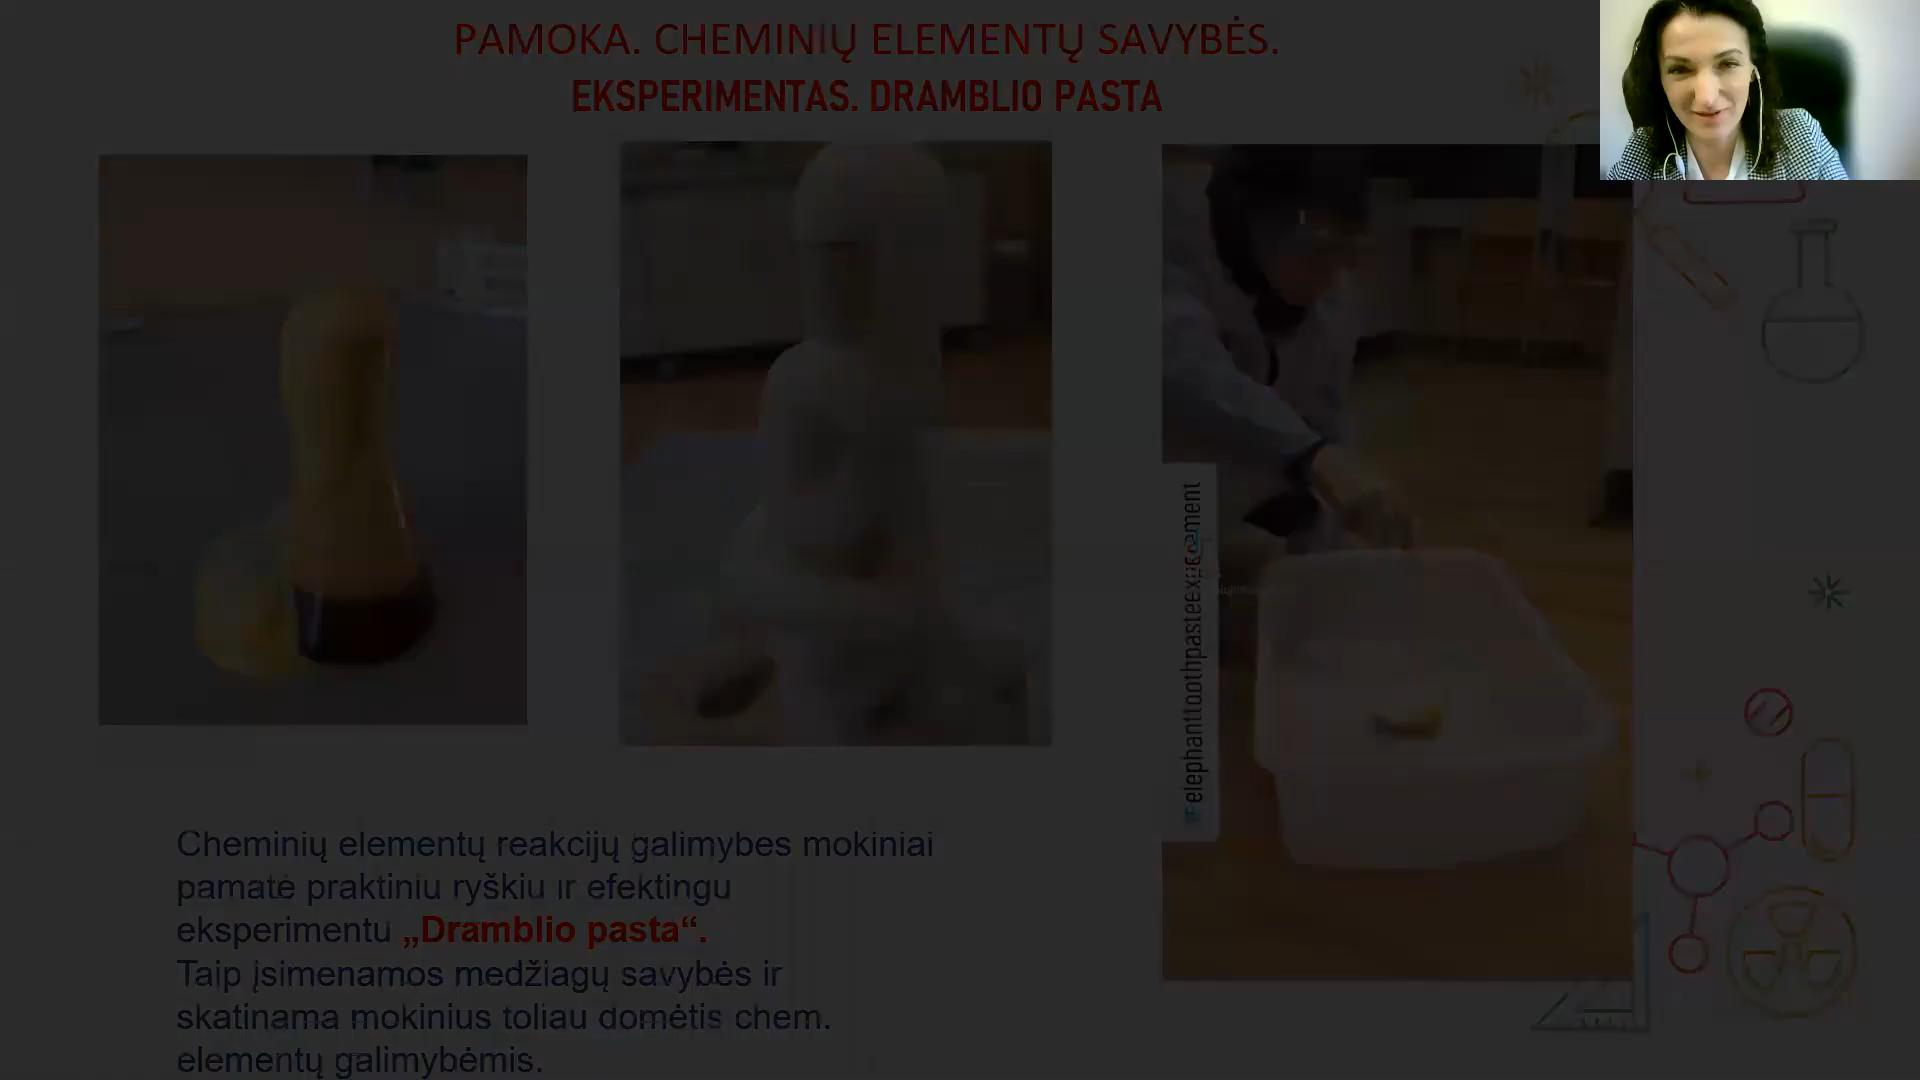 PAMOKA. CHEMINIŲ ELEMENTŲ SAVYBĖS.
EKSPERIMENTAS. DRAMBLIO PASTA
#elephanttoothpasteexperement
Cheminių elementų reakcijų galimybes mokiniai
pamatė praktiniu ryškiu ir efektingu
eksperimentu „Dramblio pasta“.
Taip įsimenamos medžiagų savybės ir
skatinama mokinius toliau domėtis chem.
elementų galimybėmis.